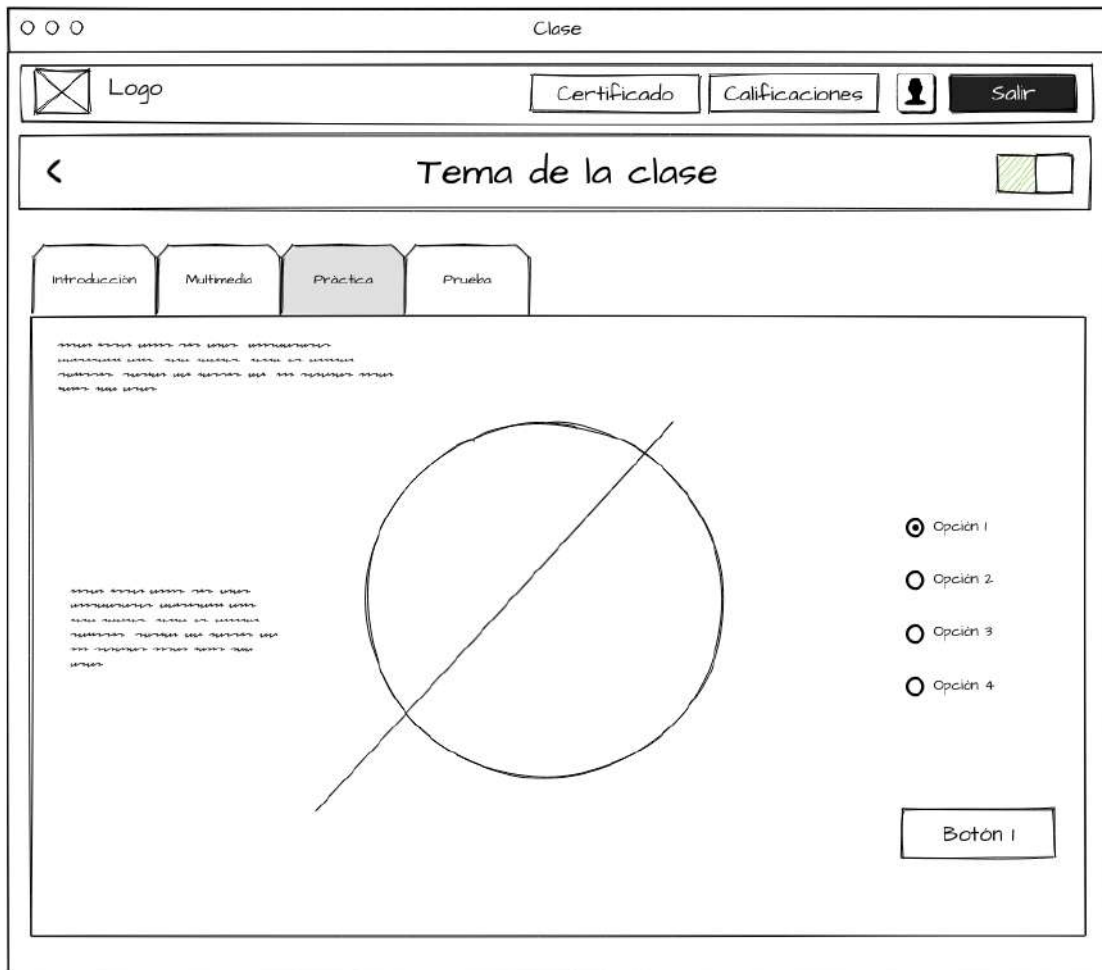 Clase
Logo
Certificado
Calificaciones
Salir
Tema de la clase
Introducción
Multimedia
Práctica
Prueba
Opción 1
Opción 2
Opción 3
Opción 4
Botón 1